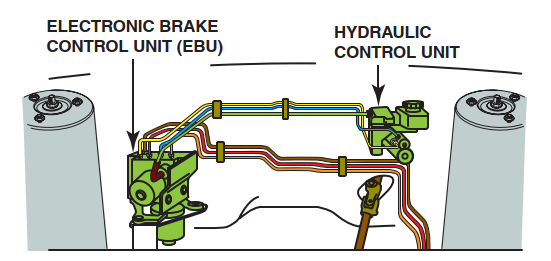 ELECTRONIC BRAKE
CONTROL UNIT (EBU)
HYDRAULIC
CONTROL UNIT